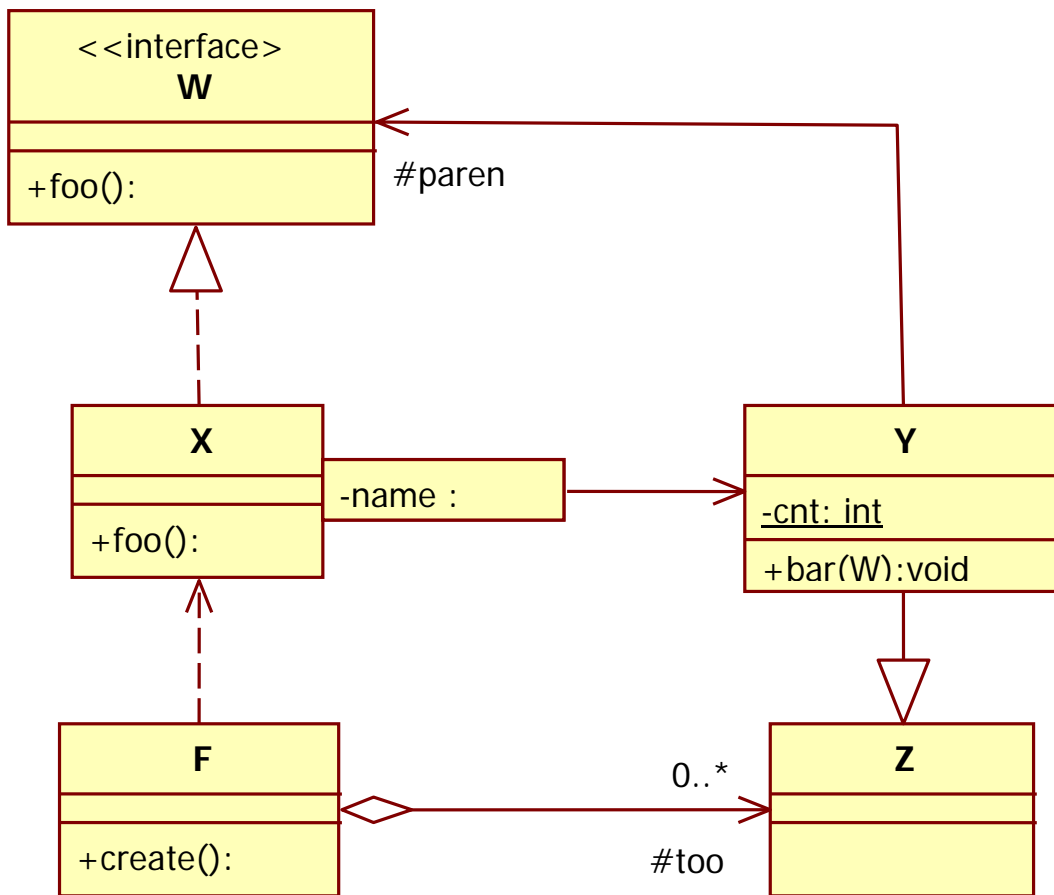 <<interface>
W
+foo():
#paren
X
+foo():
-name :
Y
-cnt: int
+bar(W):void
F
+create():
0..*
#too
Z